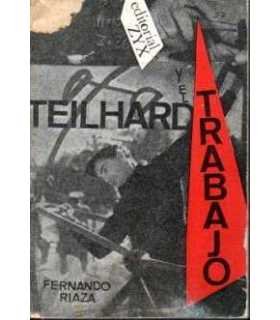 editorial
ZYX
TEILHARD
Y EL
TRABAJO
FERNANDO
RIAZA